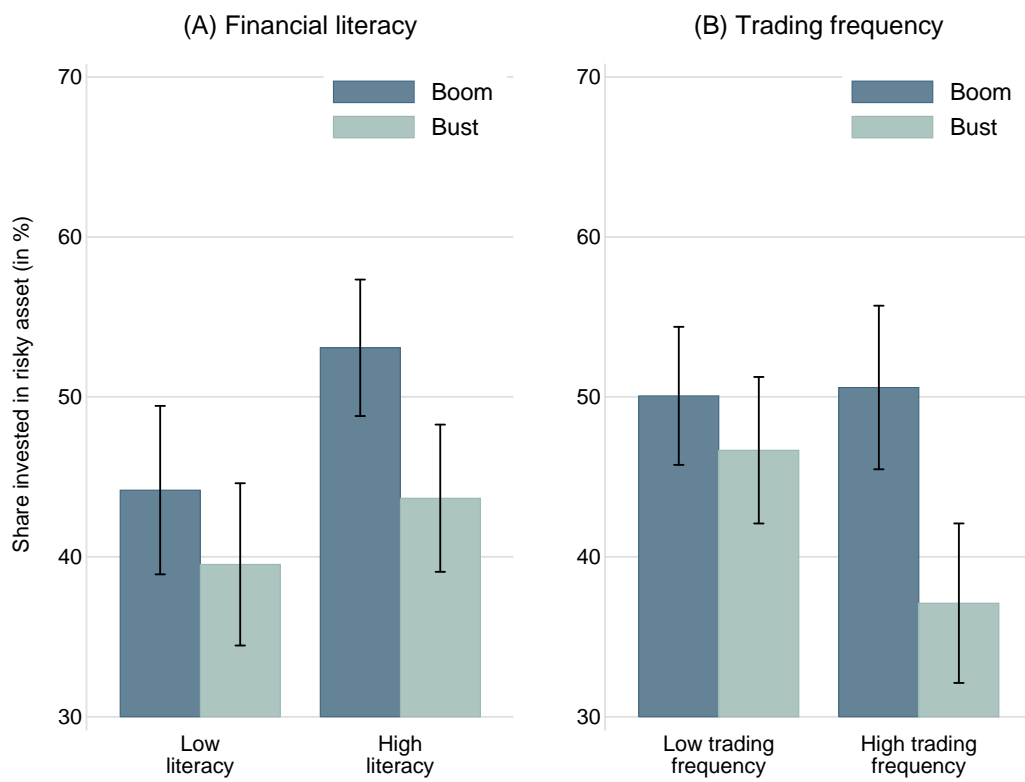 (A) Financial literacy
Share invested in risky asset (in %)
70
60
50
40
30
Boom
Bust
Low
literacy
High
literacy
(B) Trading frequency
70
60
50
40
30
Boom
Bust
Low trading
frequency
High trading
frequency